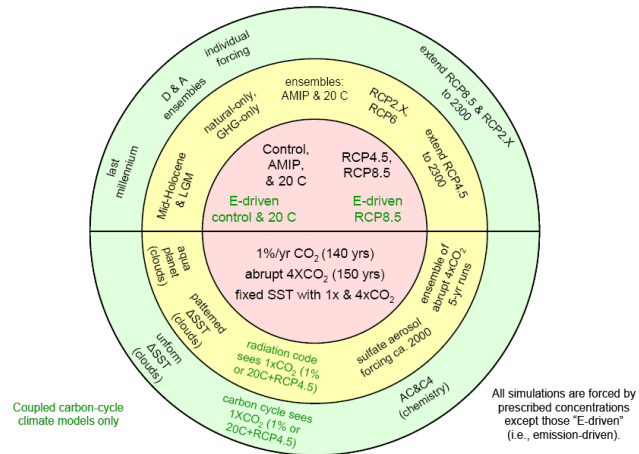 individual
forcing
D & A
ensembles
last
millennium
extend RCP8.5 & RCP2.X
to 2300
ensembles:
AMIP & 20 C
natural-only,
GHG-only
RCP2.X,
RCP6
Mid-Holocene
& LGM
extend RCP4.5
to 2300
Control,
AMIP,
& 20 C
RCP4.5,
RCP8.5
E-driven
control & 20 C
E-driven
RCP8.5
1%/yr CO₂ (140 yrs)
abrupt 4XCO₂ (150 yrs)
fixed SST with 1x & 4xCO₂
aqua
planet
(clouds)
patterned
ΔSST
(clouds)
unform
ΔSST
(clouds)
radiation code
sees 1xCO₂ (1%
or 20C+RCP4.5)
carbon cycle sees
1XCO₂ (1% or
20C+RCP4.5)
ensemble of
abrupt 4xCO₂
5-yr runs
sulfate aerosol
forcing ca. 2000
AC&C4
(chemistry)
Coupled carbon-cycle
climate models only
All simulations are forced by
prescribed concentrations
except those “E-driven”
(i.e., emission-driven).